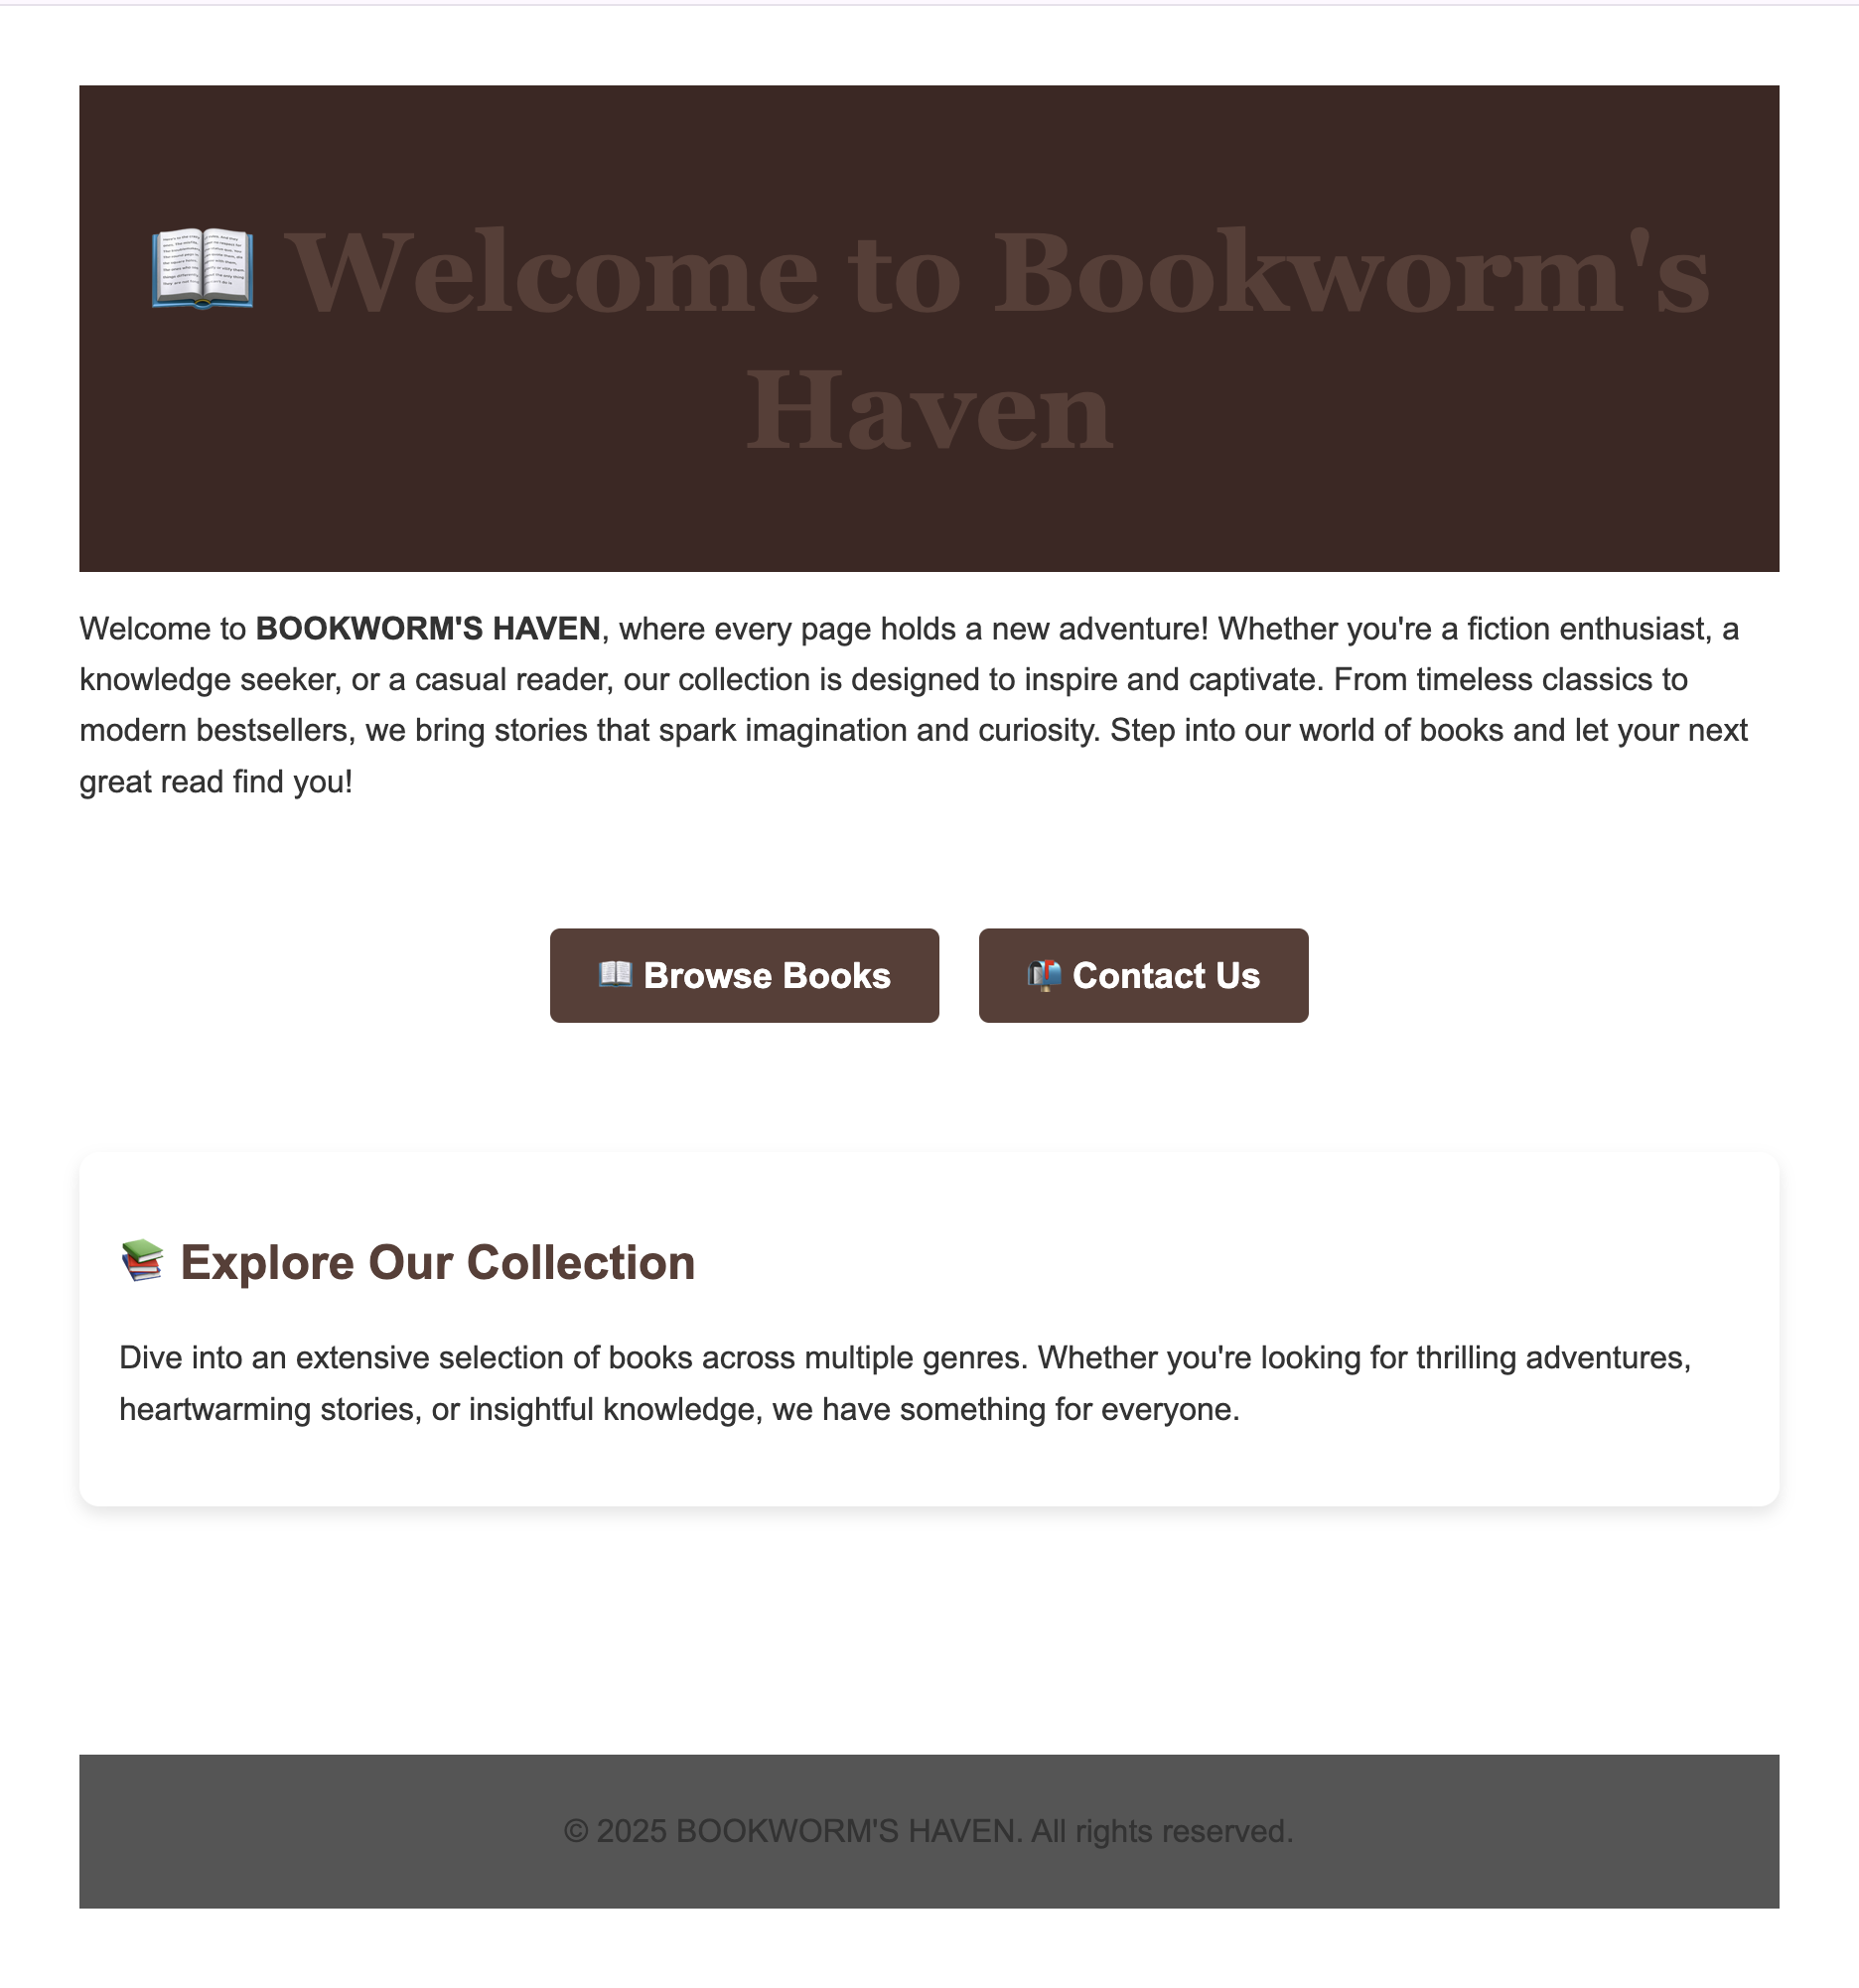 📖 Welcome to Bookworm's
Haven
Welcome to BOOKWORM'S HAVEN, where every page holds a new adventure! Whether you're a fiction enthusiast, a
knowledge seeker, or a casual reader, our collection is designed to inspire and captivate. From timeless classics to
modern bestsellers, we bring stories that spark imagination and curiosity. Step into our world of books and let your next
great read find you!
📖 Browse Books
📬 Contact Us
📚 Explore Our Collection
Dive into an extensive selection of books across multiple genres. Whether you're looking for thrilling adventures,
heartwarming stories, or insightful knowledge, we have something for everyone.
© 2025 BOOKWORM'S HAVEN. All rights reserved.